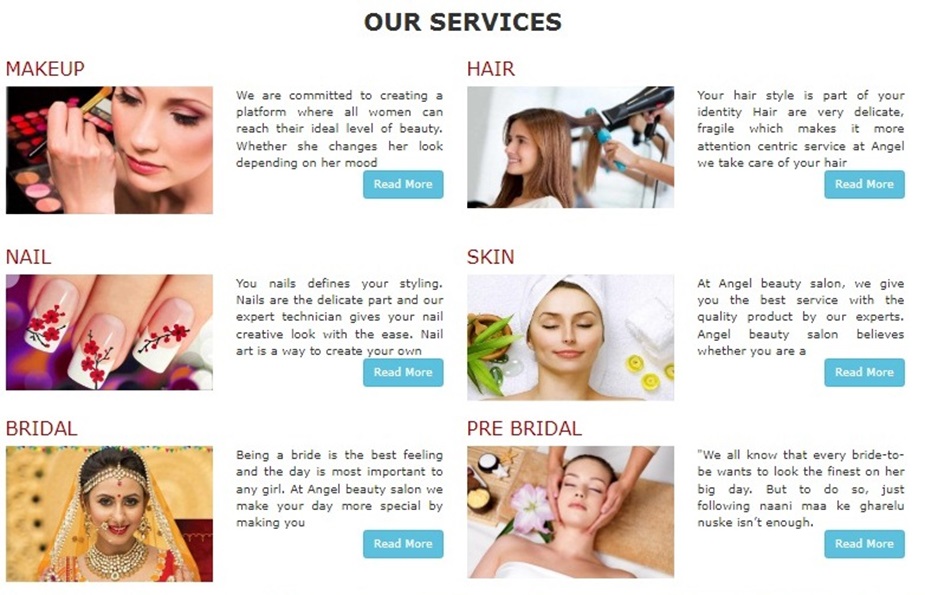 OUR SERVICES
MAKEUP
We are committed to creating a
platform where all women can
reach their ideal level of beauty.
Whether she changes her look
depending on her mood
Read More
HAIR
Your hair style is part of your
identity Hair are very delicate,
fragile which makes it more
attention centric service at Angel
we take care of your hair
Read More
NAIL
You nails defines your styling.
Nails are the delicate part and our
expert technician gives your nail
creative look with the ease. Nail
art is a way to create your own
Read More
SKIN
At Angel beauty salon, we give
you the best service with the
quality product by our experts.
Angel beauty salon believes
whether you are a
Read More
BRIDAL
Being a bride is the best feeling
and the day is most important to
any girl. At Angel beauty salon we
make your day more special by
making you
Read More
PRE BRIDAL
"We all know that every bride-to-
be wants to look the finest on her
big day. But to do so, just
following naani maa ke gharelu
nuske isn’t enough.
Read More